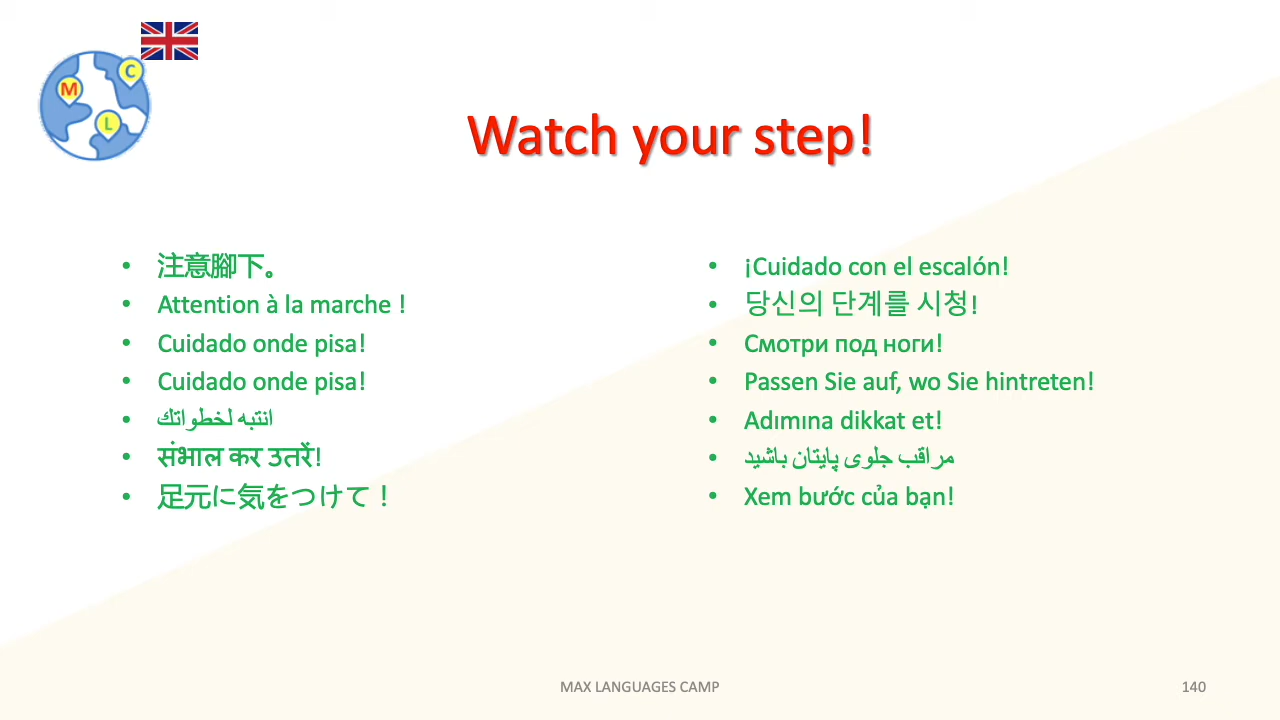 M
C
L
Watch your step!
• 注意腳下。
• Attention à la marche !
• Cuidado onde pisa!
• Cuidado onde pisa!
• انتبه لخطواتك
• संभाल कर उतरें!
• 足元に気をつけて！
• ¡Cuidado con el escalón!
• 당신의 단계를 시청!
• Смотри под ноги!
• Passen Sie auf, wo Sie hintreten!
• Adımına dikkat et!
• مراقب جلوی پایتان باشید
• Xem bước của bạn!
MAX LANGUAGES CAMP
140